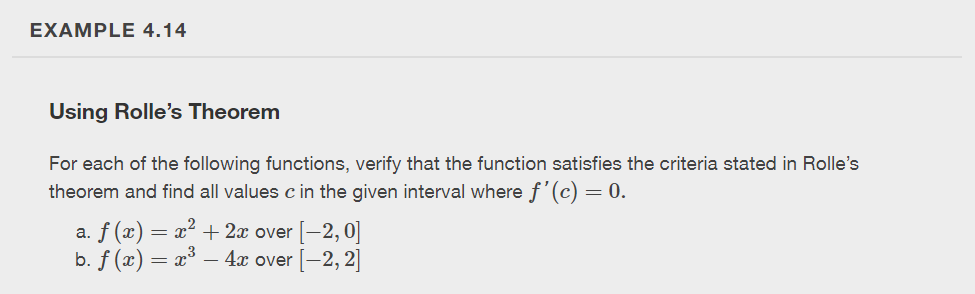 EXAMPLE 4.14
Using Rolle’s Theorem
For each of the following functions, verify that the function satisfies the criteria stated in Rolle’s
theorem and find all values c in the given interval where f′(c) = 0.
a. f(x) = x² + 2x over [−2, 0]
b. f(x) = x³ − 4x over [−2, 2]